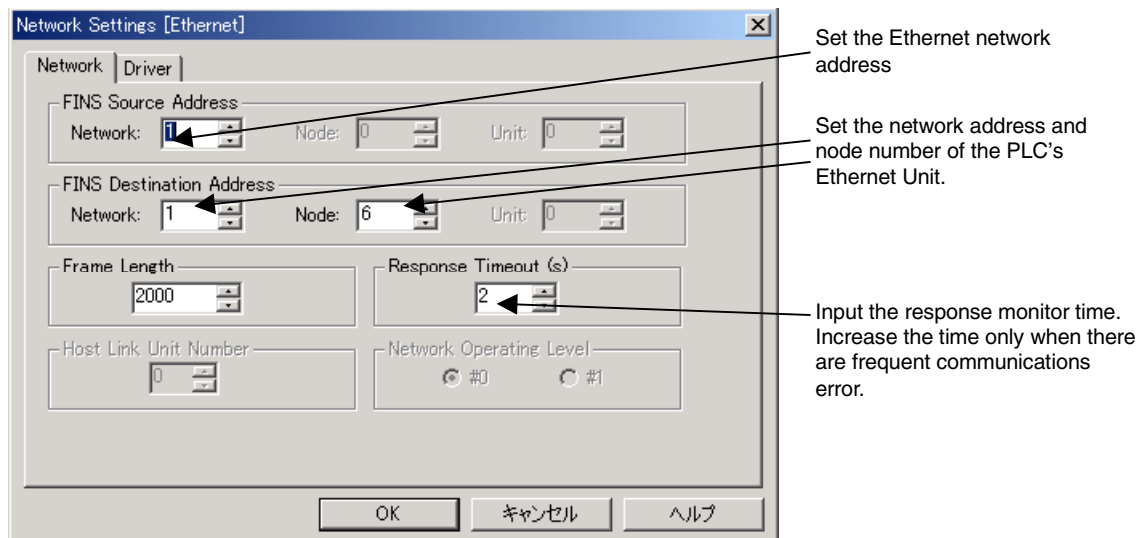 Network Settings [Ethernet]
Set the Ethernet network
address
Network Driver
FINS Source Address
Network: 1 Node: 0 Unit: 0
Set the network address and
node number of the PLC's
Ethernet Unit.
FINS Destination Address
Network: 1 Node: 6 Unit: 0
Frame Length
2000
Response Timeout (s)
2
Input the response monitor time.
Increase the time only when there
are frequent communications
error.
Host Link Unit Number
0
Network Operating Level
#0 #1
OK キャンセル ヘルプ